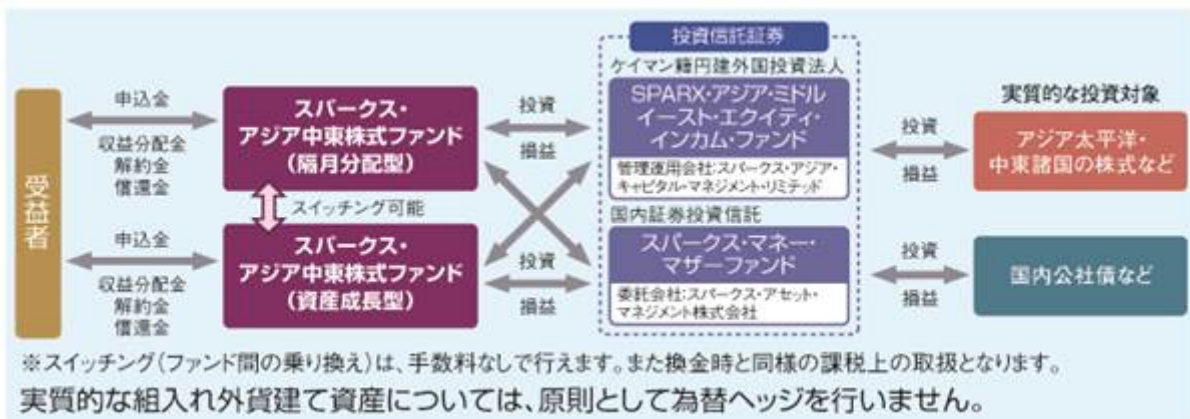 投資信託証券
ケイマン籍円建外国投資法人
受益者
申込金
収益分配金
解約金
償還金
スパークス・
アジア中東株式ファンド
(隔月分配型)
投資
損益
SPARX・アジア・ミドル
イースト・エクイティ・
インカム・ファンド
管理運用会社:スパークス・アジア・
キャピタル・マネジメント・リミテッド
投資
損益
実質的な投資対象
アジア太平洋・
中東諸国の株式など
スイッチング可能
申込金
収益分配金
解約金
償還金
スパークス・
アジア中東株式ファンド
(資産成長型)
投資
損益
国内証券投資信託
スパークス・マネー・
マザーファンド
委託会社:スパークス・アセット・
マネジメント株式会社
投資
損益
国内公社債など
※スイッチング(ファンド間の乗り換え)は、手数料なしで行えます。また換金時と同様の課税上の取扱となります。
実質的な組入れ外貨建て資産については、原則として為替ヘッジを行いません。